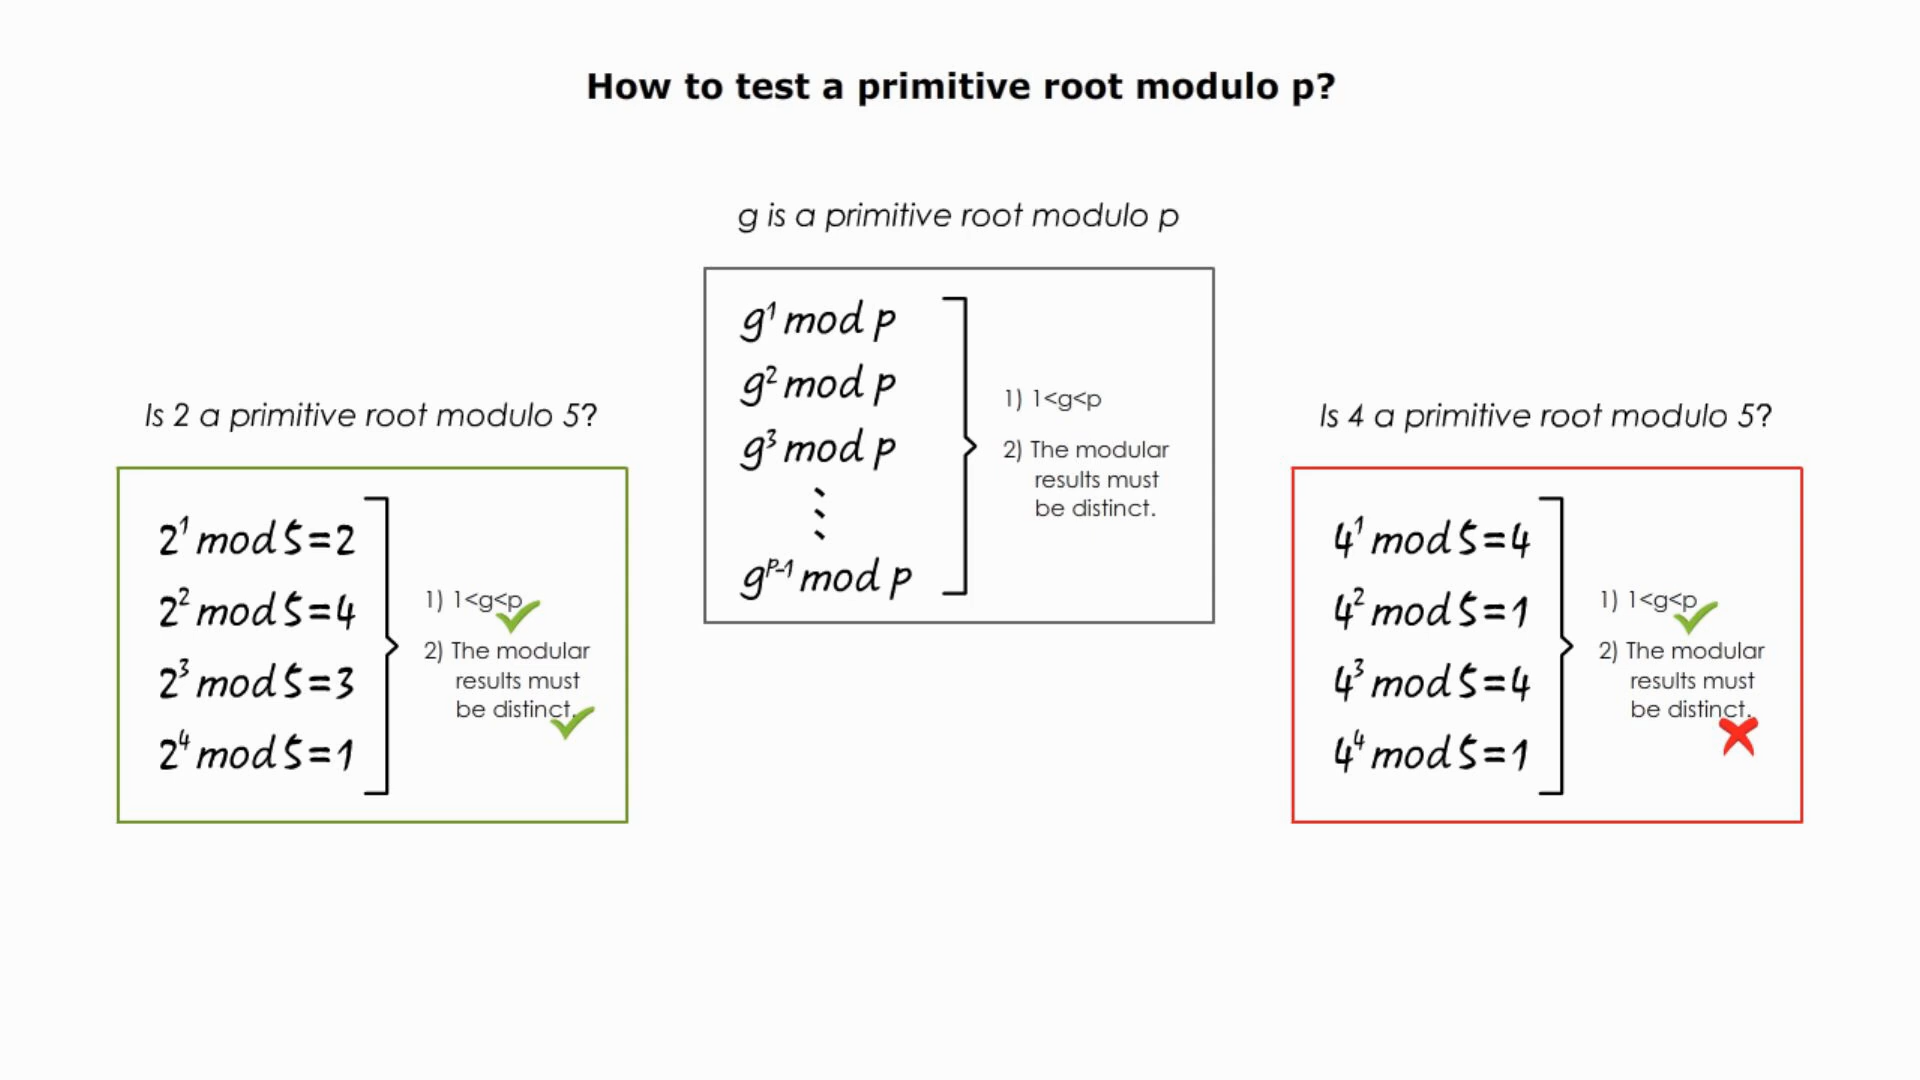 How to test a primitive root modulo p?
g is a primitive root modulo p
g¹ mod p
g² mod p
g³ mod p
⋮
gᵖ⁻¹ mod p
1) 1<g<p
2) The modular
results must
be distinct.
Is 2 a primitive root modulo 5?
2¹ mod 5=2
2² mod 5=4
2³ mod 5=3
2⁴ mod 5=1
1) 1<g<p
2) The modular
results must
be distinct.
Is 4 a primitive root modulo 5?
4¹ mod 5=4
4² mod 5=1
4³ mod 5=4
4⁴ mod 5=1
1) 1<g<p
2) The modular
results must
be distinct.